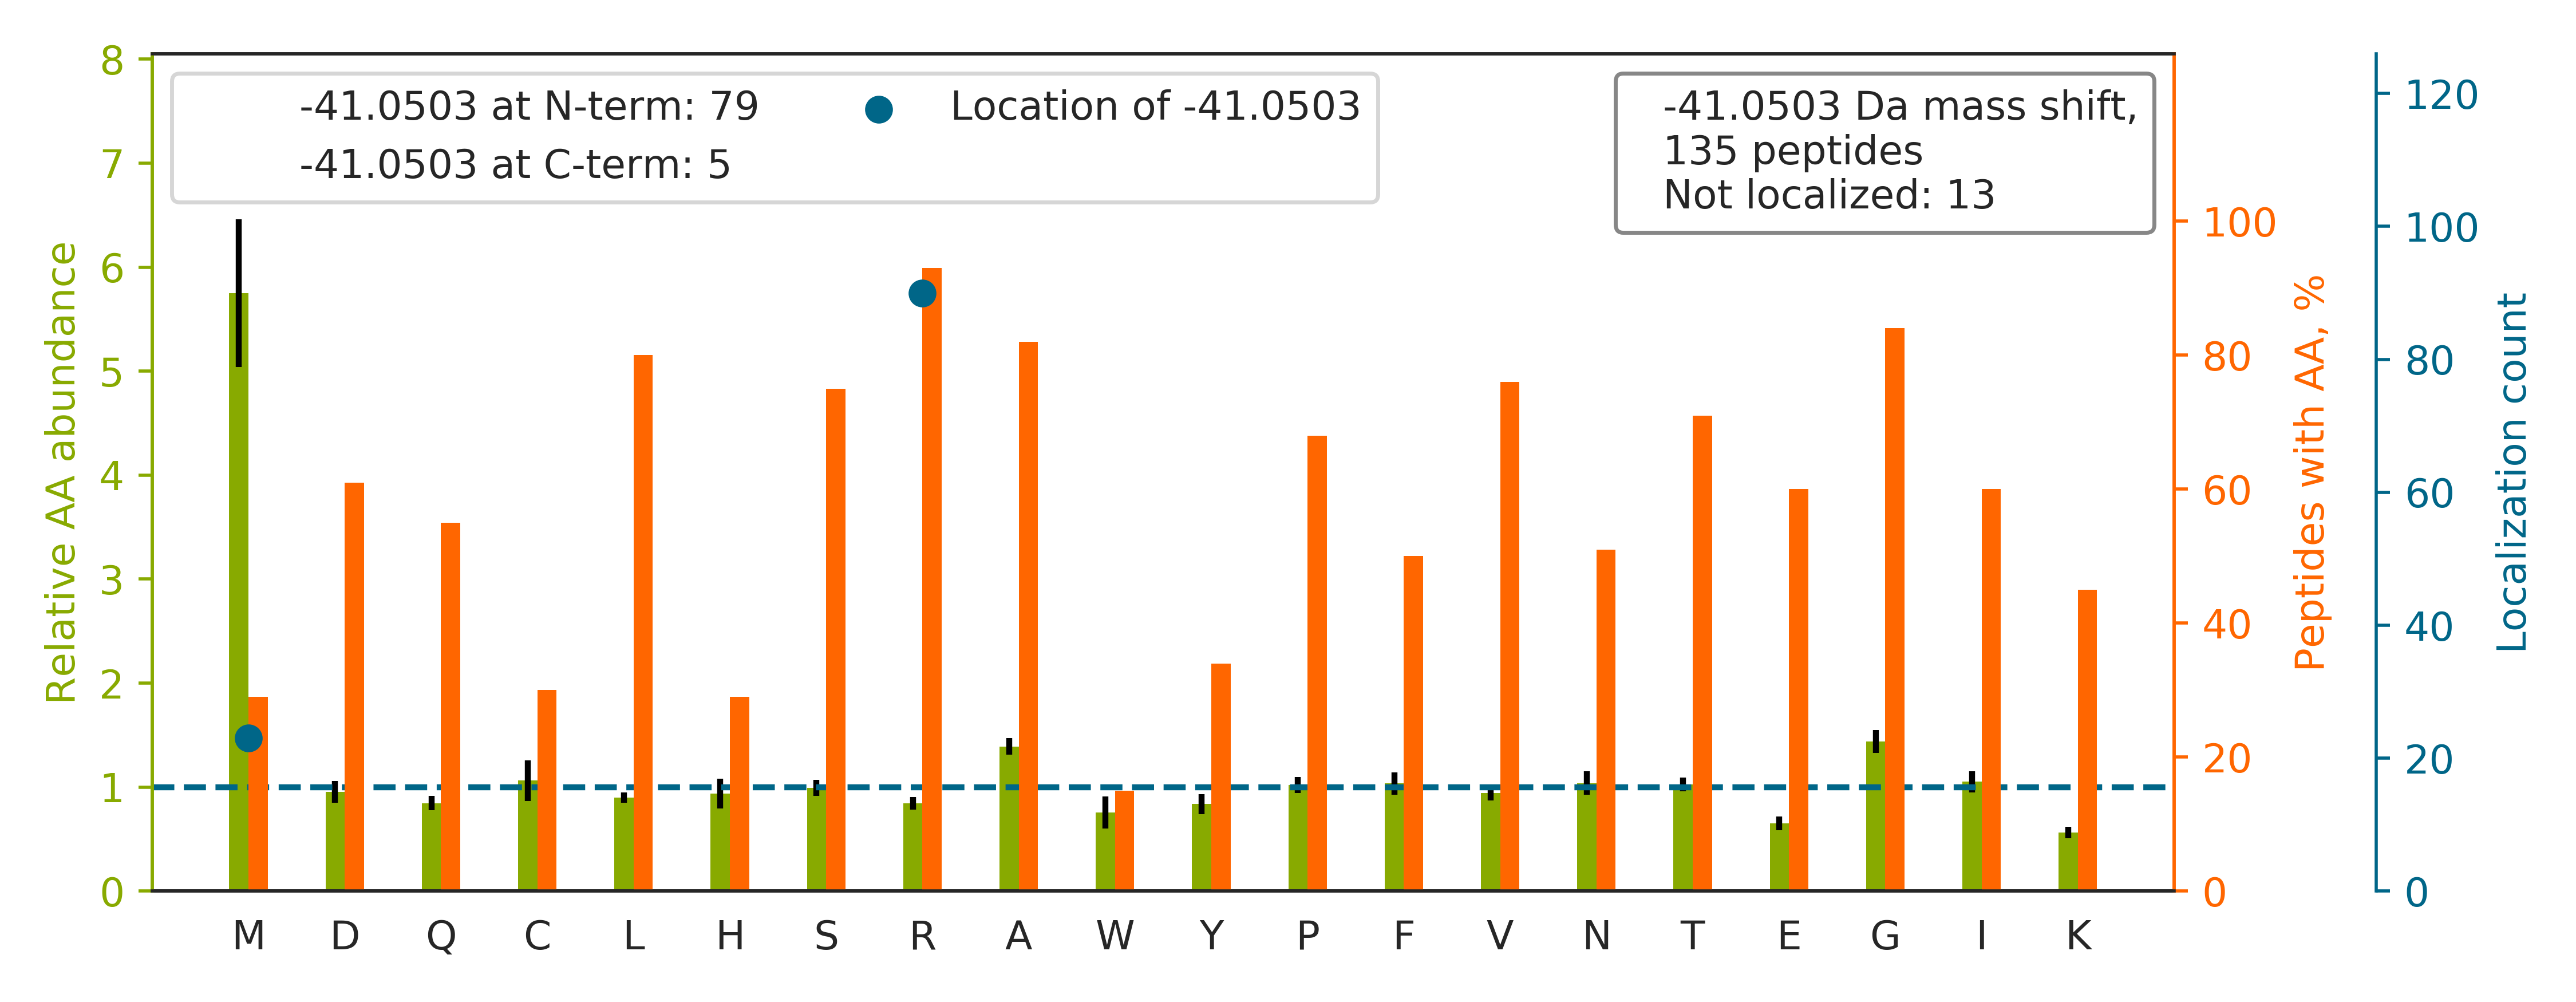 -41.0503 at N-term: 79
-41.0503 at C-term: 5
Location of -41.0503
-41.0503 Da mass shift,
135 peptides
Not localized: 13
Relative AA abundance
8
7
6
5
4
3
2
1
0
Peptides with AA, %
100
80
60
40
20
0
Localization count
120
100
80
60
40
20
0
M D Q C L H S R A W Y P F V N T E G I K